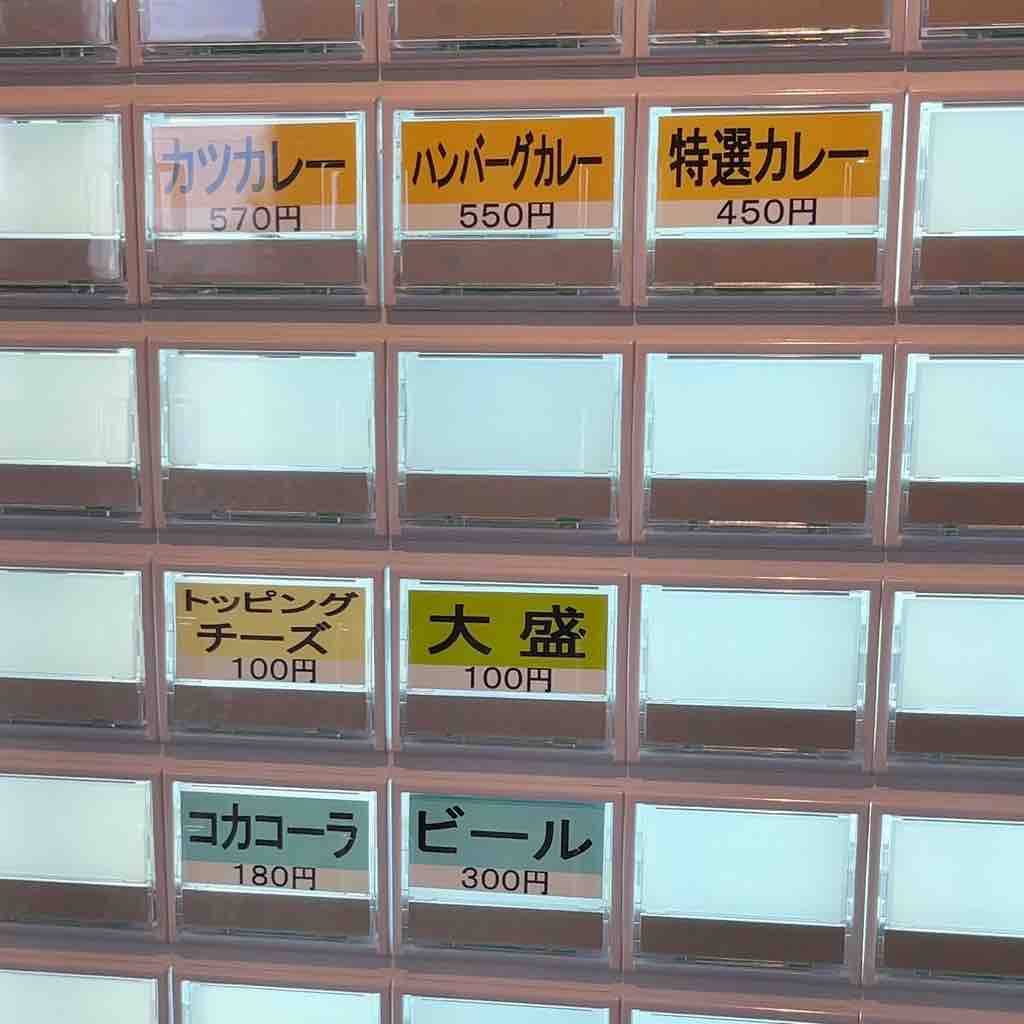 カツカレー
570円
ハンバーグカレー
550円
特選カレー
450円
トッピング
チーズ
100円
大盛
100円
コカコーラ
180円
ビール
300円